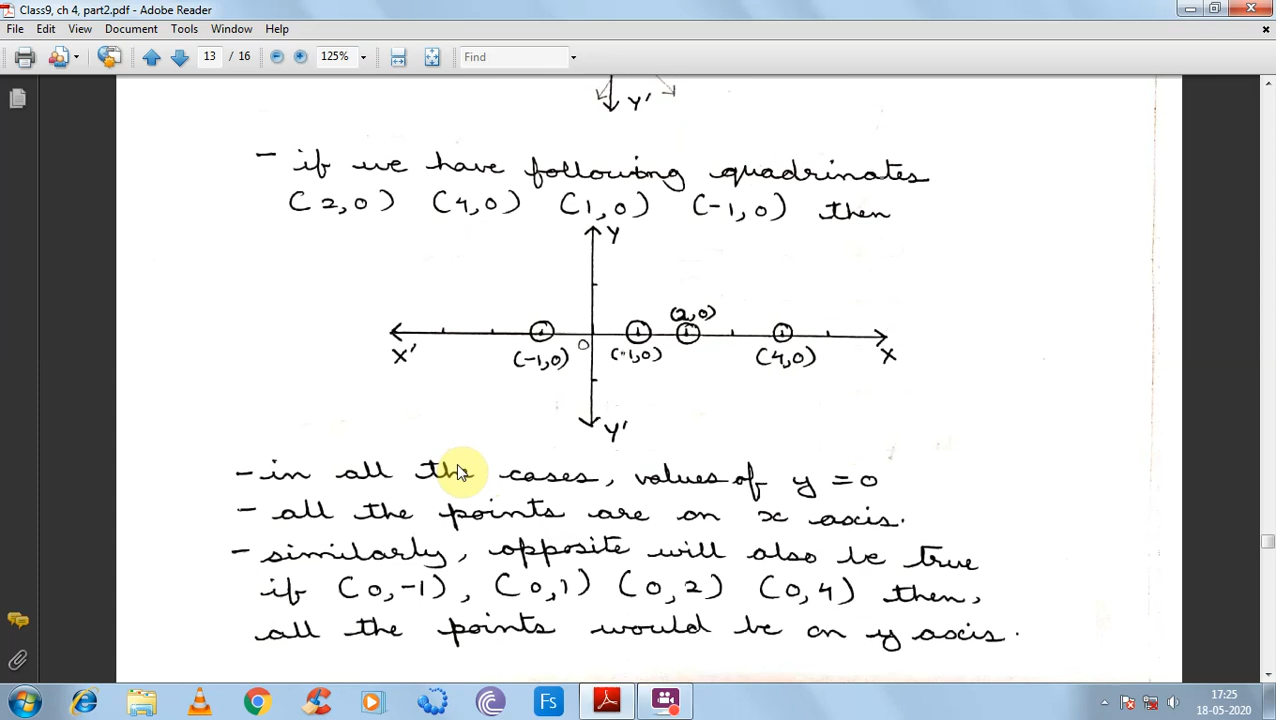 Class9, ch 4, part2.pdf - Adobe Reader
File Edit View Document Tools Window Help
13 / 16 125% Find
Y'
- if we have following quadrinates
(2,0) (4,0) (1,0) (-1,0) then
Y
(2,0)
X' (-1,0) O (-1,0) (4,0) X
Y'
- in all the cases, values of y = 0
- all the points are on x axis.
- similarly, opposite will also be true
if (0,-1), (0,1) (0,2) (0,4) then,
all the points would be on y axis.
Fs
17:25
18-05-2020